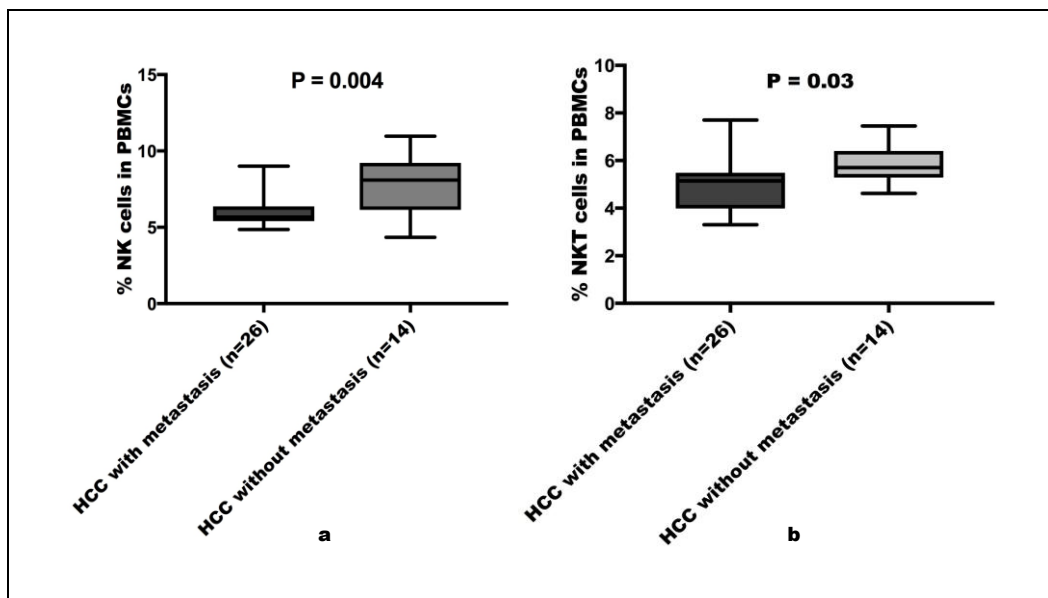 P = 0.004
% NK cells in PBMCs
15
10
5
0
HCC with metastasis (n=26)
HCC without metastasis (n=14)
a
P = 0.03
% NKT cells in PBMCs
10
8
6
4
2
0
HCC with metastasis (n=26)
HCC without metastasis (n=14)
b